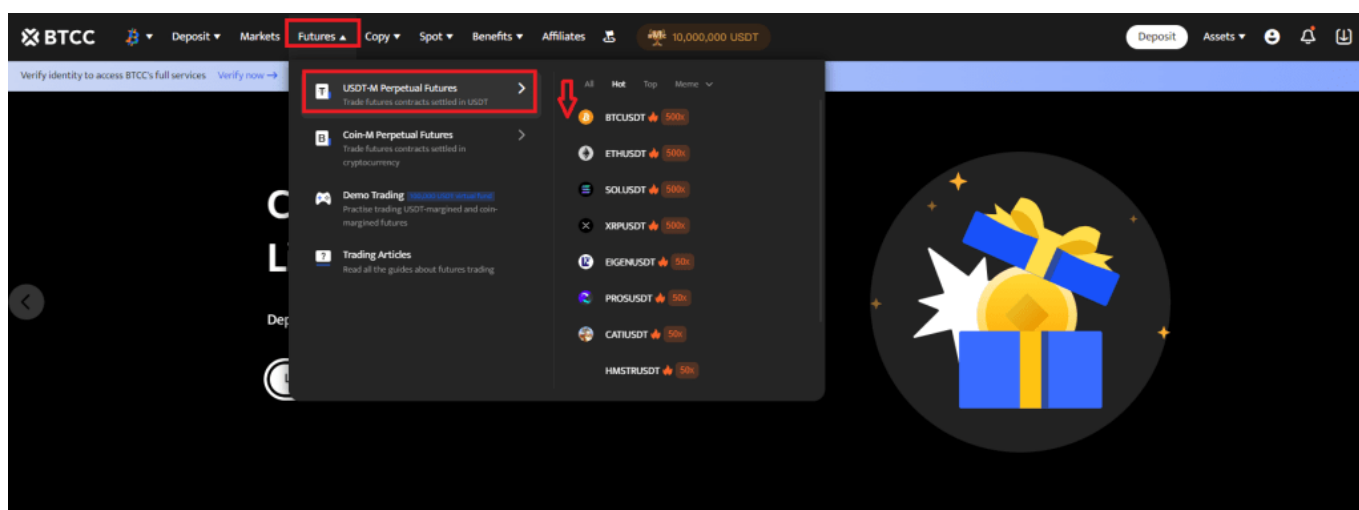 BTCC
Deposit Markets Futures Copy Spot Benefits Affiliates 10,000,000 USDT Deposit Assets
Verify identity to access BTCC's full services Verify now →
USDT-M Perpetual Futures
Trade futures contracts settled in USDT
Coin-M Perpetual Futures
Trade futures contracts settled in
cryptocurrency
Demo Trading
Practise trading USDT-margined and coin-
margined futures
Trading Articles
Read all the guides about futures trading
All Hot Top Meme
BTCUSDT 500x
ETHUSDT 500x
SOLUSDT 500x
XRPUSDT 500x
EIGENUSDT 50x
PROSUSDT 50x
CATIUSDT 50x
HMSTRUSDT 50x
C
L
Dep